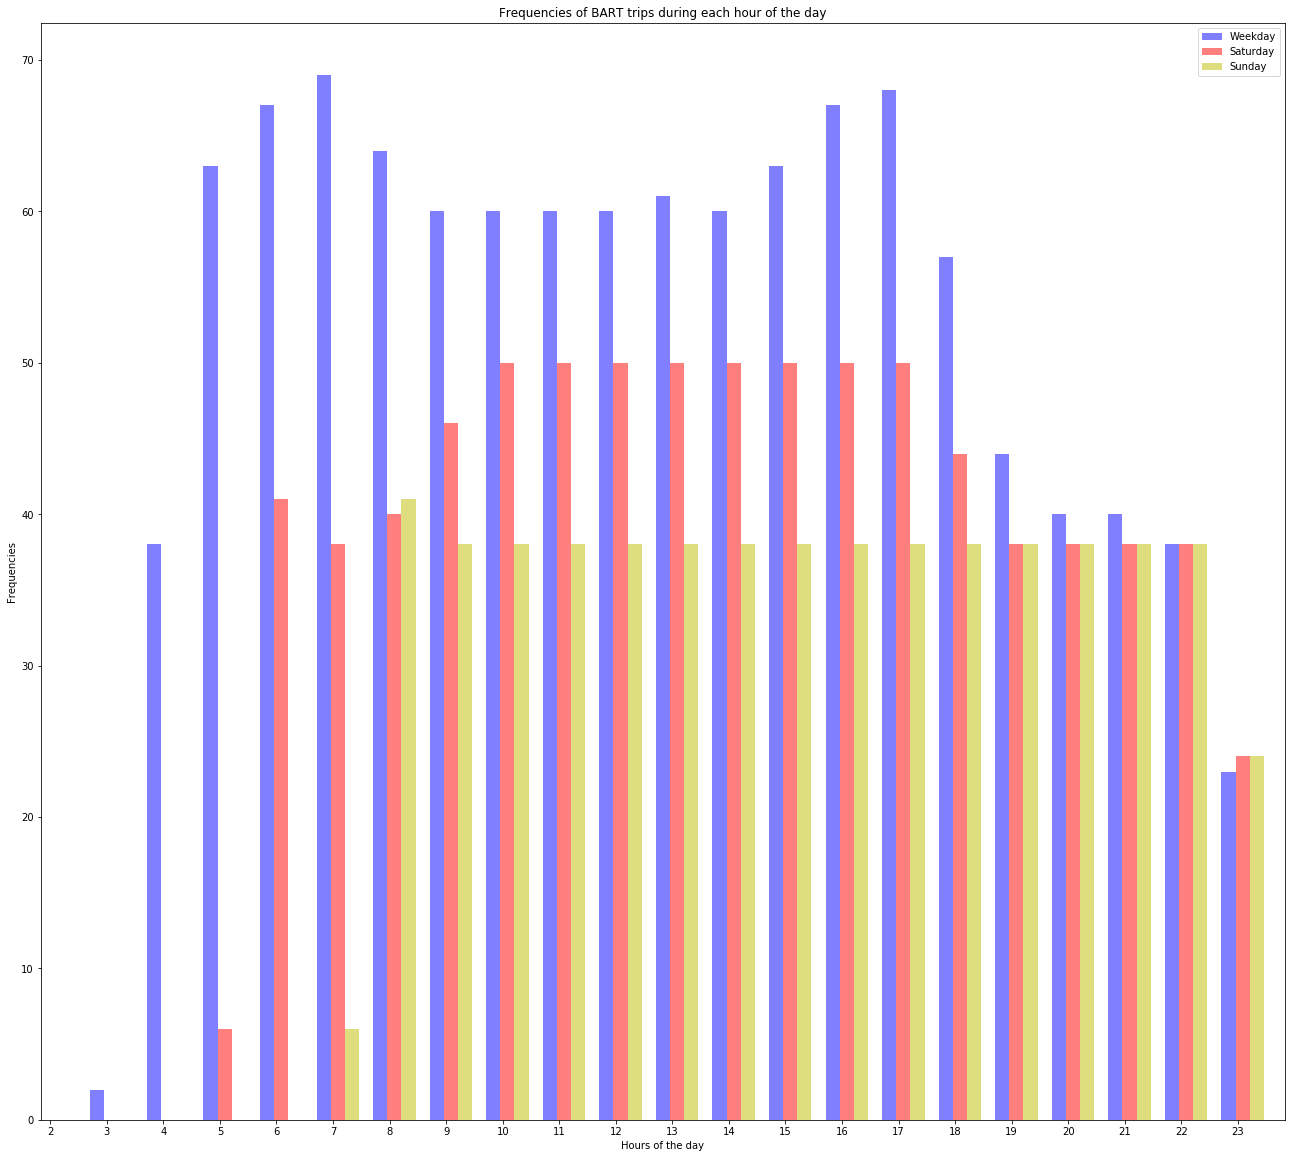 Frequencies of BART trips during each hour of the day
Weekday
Saturday
Sunday
70
60
50
40
30
20
10
0
Frequencies
2 3 4 5 6 7 8 9 10 11 12 13 14 15 16 17 18 19 20 21 22 23
Hours of the day